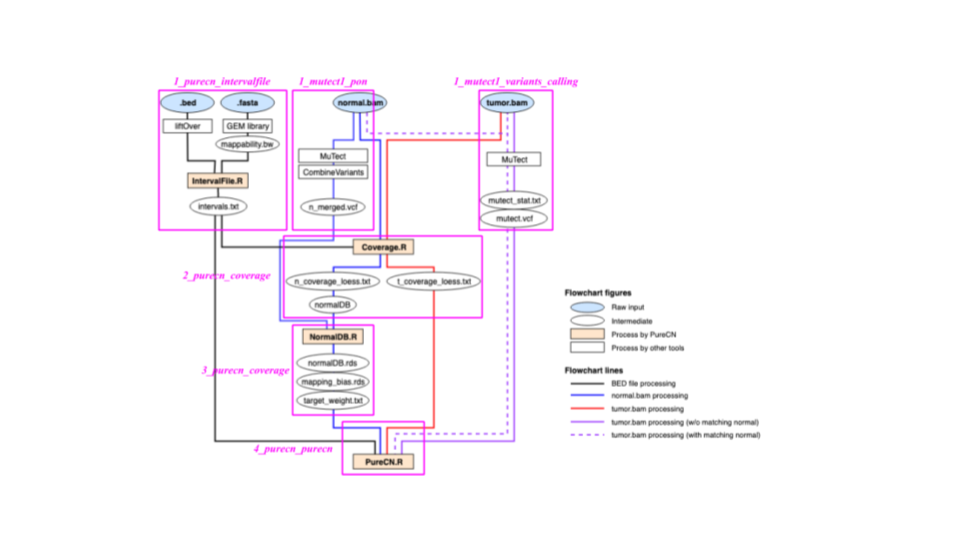 1_purecn_intervalfile
1_mutect1_pon
1_mutect1_variants_calling
.bed
.fasta
normal.bam
tumor.bam
liftOver
GEM library
mappability.bw
MuTect
CombineVariants
MuTect
IntervalFile.R
intervals.txt
n_merged.vcf
mutect_stat.txt
mutect.vcf
Coverage.R
2_purecn_coverage
n_coverage_loess.txt
t_coverage_loess.txt
normalDB
NormalDB.R
3_purecn_coverage
normalDB.rds
mapping_bias.rds
target_weight.txt
4_purecn_purecn
PureCN.R
Flowchart figures
Raw input
Intermediate
Process by PureCN
Process by other tools
Flowchart lines
BED file processing
normal.bam processing
tumor.bam processing
tumor.bam processing (w/o matching normal)
tumor.bam processing (with matching normal)